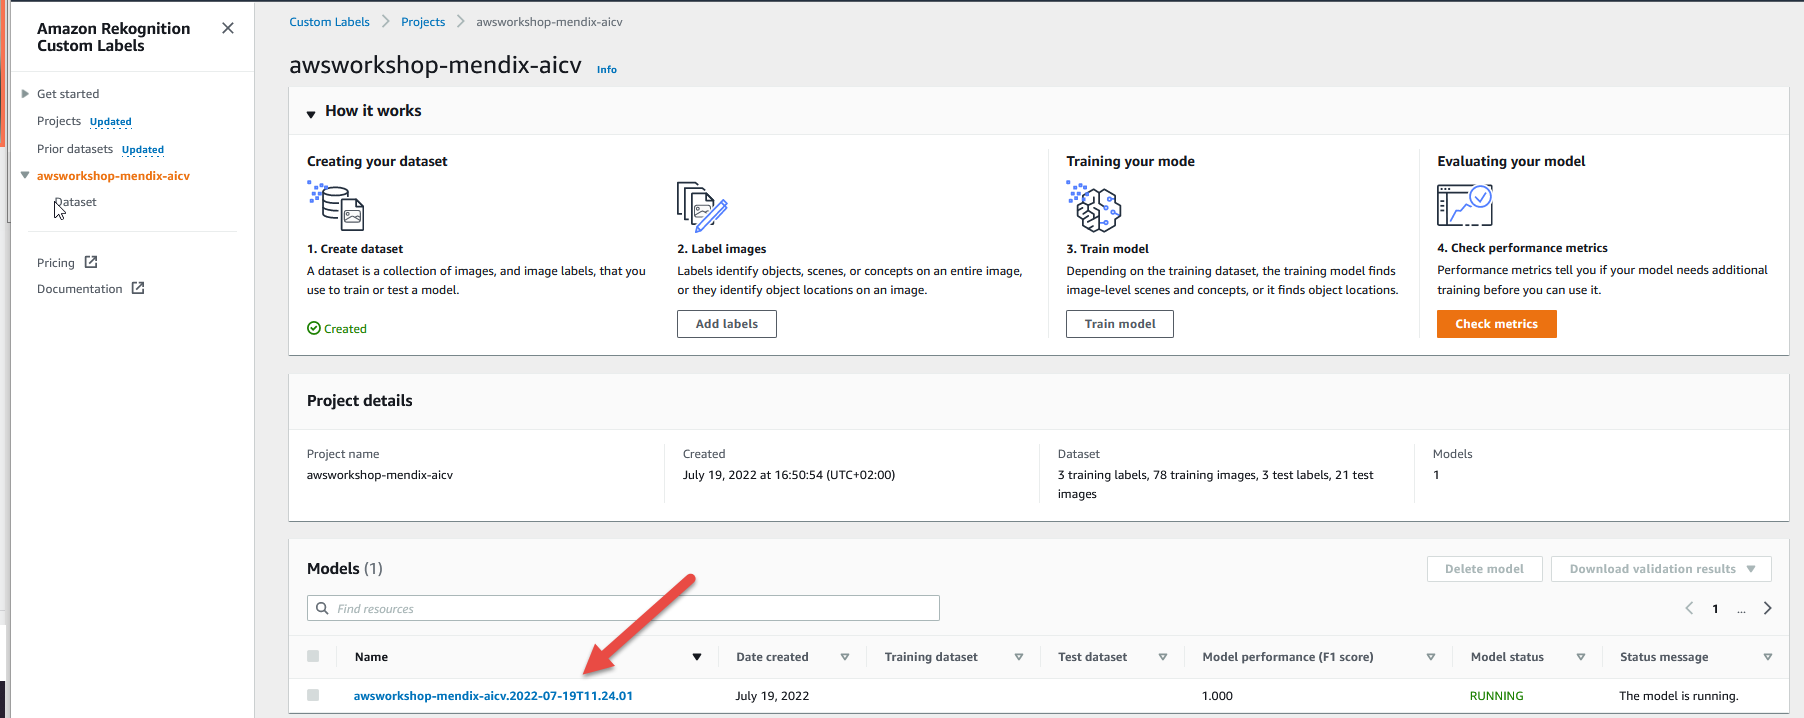 Amazon Rekognition
Custom Labels
Get started
Projects Updated
Prior datasets Updated
awsworkshop-mendix-aicv
Dataset
Pricing
Documentation
Custom Labels Projects awsworkshop-mendix-aicv
awsworkshop-mendix-aicv Info
How it works
Creating your dataset
1. Create dataset
A dataset is a collection of images, and image labels, that you
use to train or test a model.
Created
2. Label images
Labels identify objects, scenes, or concepts on an entire image,
or they identify object locations on an image.
Add labels
Training your mode
3. Train model
Depending on the training dataset, the training model finds
image-level scenes and concepts, or it finds object locations.
Train model
Evaluating your model
4. Check performance metrics
Performance metrics tell you if your model needs additional
training before you can use it.
Check metrics
Project details
Project name
awsworkshop-mendix-aicv
Created
July 19, 2022 at 16:50:54 (UTC+02:00)
Dataset
3 training labels, 78 training images, 3 test labels, 21 test
images
Models
1
Models (1)
Delete model
Download validation results
Find resources
1 ...
Name Date created Training dataset Test dataset Model performance (F1 score) Model status Status message
awsworkshop-mendix-aicv.2022-07-19T11.24.01 July 19, 2022 1.000 RUNNING The model is running.